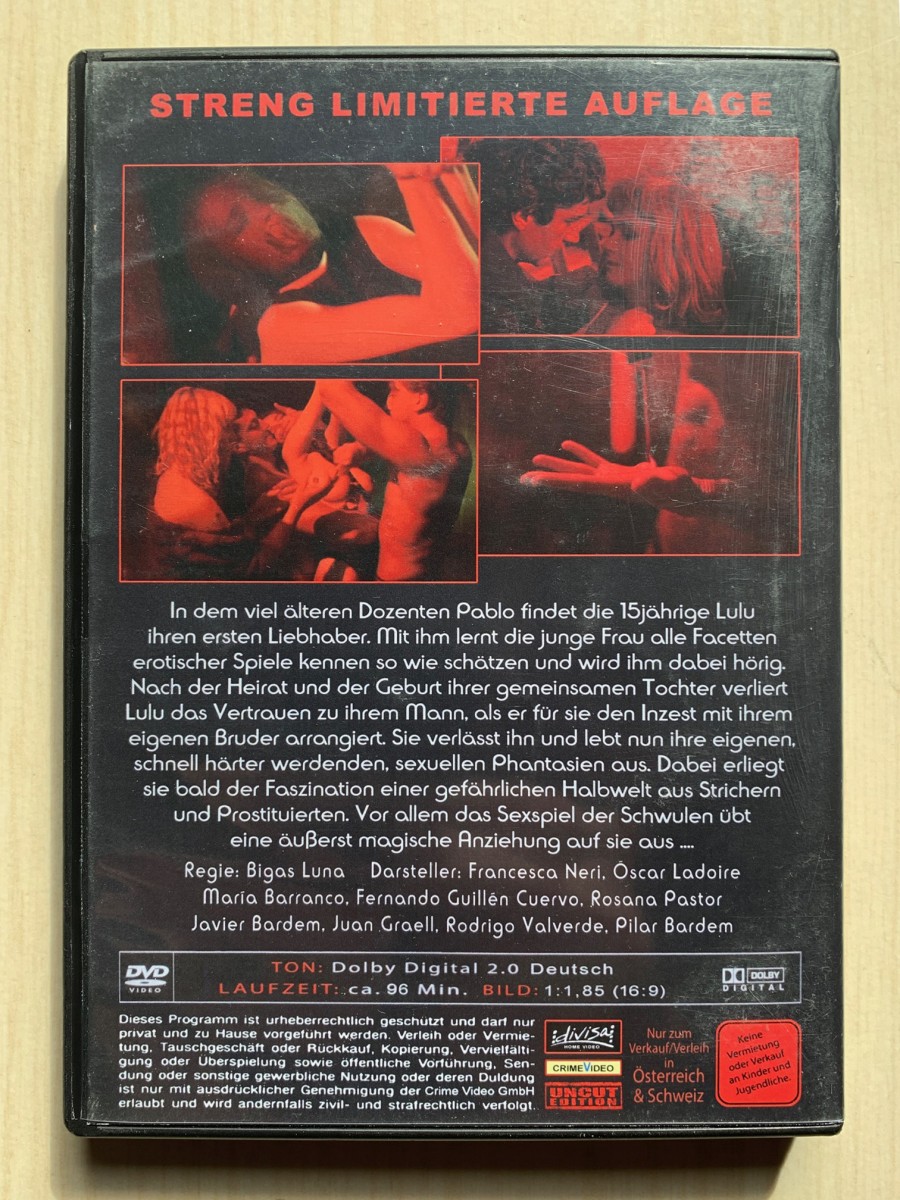 STRENG LIMITIERTE AUFLAGE
In dem viel älteren Dozenten Pablo findet die 15jährige Lulu
ihren ersten Liebhaber. Mit ihm lernt die junge Frau alle Facetten
erotischer Spiele kennen so wie schätzen und wird ihm dabei hörig.
Nach der Heirat und der Geburt ihrer gemeinsamen Tochter verliert
Lulu das Vertrauen zu ihrem Mann, als er für sie den Inzest mit ihrem
eigenen Bruder arrangiert. Sie verlässt ihn und lebt nun ihre eigenen,
schnell härter werdenden, sexuellen Phantasien aus. Dabei erliegt
sie bald der Faszination einer gefährlichen Halbwelt aus Strichern
und Prostituierten. Vor allem das Sexspiel der Schwulen übt
eine äußerst magische Anziehung auf sie aus ....
Regie: Bigas Luna Darsteller: Francesca Neri, Óscar Ladoire
María Barranco, Fernando Guillén Cuervo, Rosana Pastor
Javier Bardem, Juan Graell, Rodrigo Valverde, Pilar Bardem
DVD
VIDEO
TON: Dolby Digital 2.0 Deutsch
LAUFZEIT: ca. 96 Min. BILD: 1:1,85 (16:9)
DOLBY
DIGITAL
Dieses Programm ist urheberrechtlich geschützt und darf nur
privat und zu Hause vorgeführt werden. Verleih oder Vermie-
tung, Tauschgeschäft oder Rückkauf, Kopierung, Vervielfälti-
gung oder Überspielung sowie öffentliche Vorführung, Sen-
dung oder sonstige gewerbliche Nutzung oder deren Duldung
ist nur mit ausdrücklicher Genehmigung der Crime Video GmbH
erlaubt und wird andernfalls zivil- und strafrechtlich verfolgt.
divisa
HOME VIDEO
CRIMEVIDEO
UNCUT
EDITION
Nur zum
Verkauf/Verleih
in
Österreich
& Schweiz
Keine
Vermietung
oder Verkauf
an Kinder und
Jugendliche.